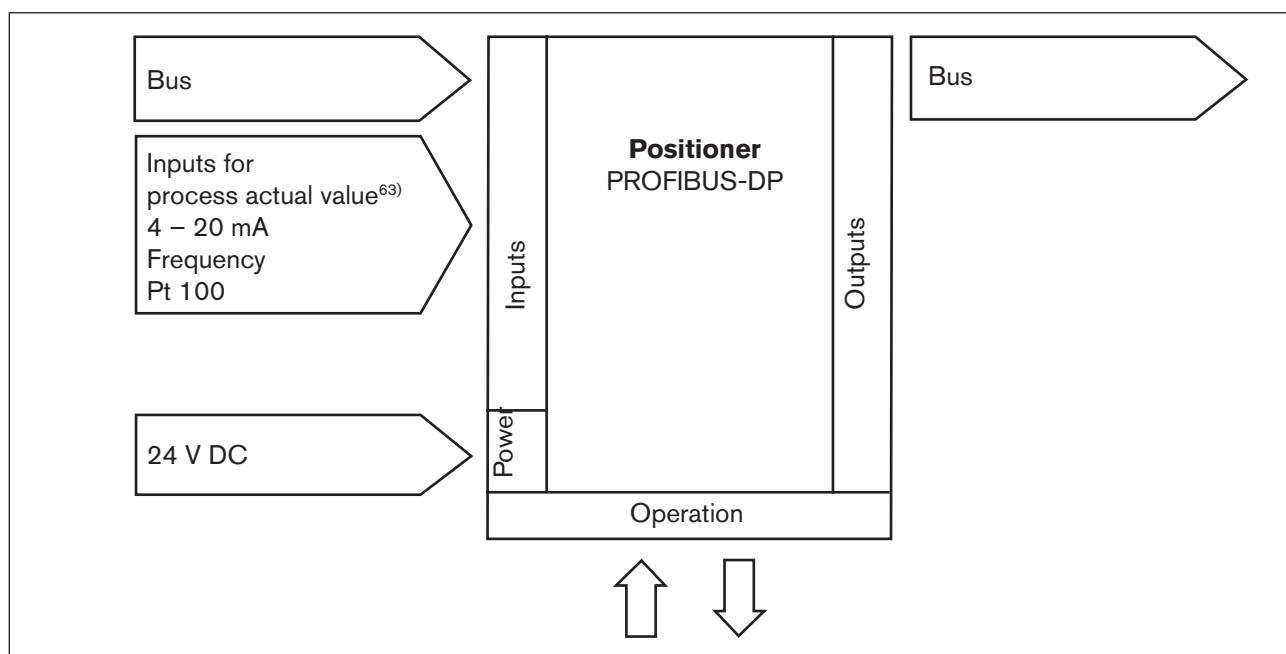 Bus
Inputs for
process actual value63)
4 – 20 mA
Frequency
Pt 100
24 V DC
Inputs
Power
Positioner
PROFIBUS-DP
Outputs
Operation
Bus